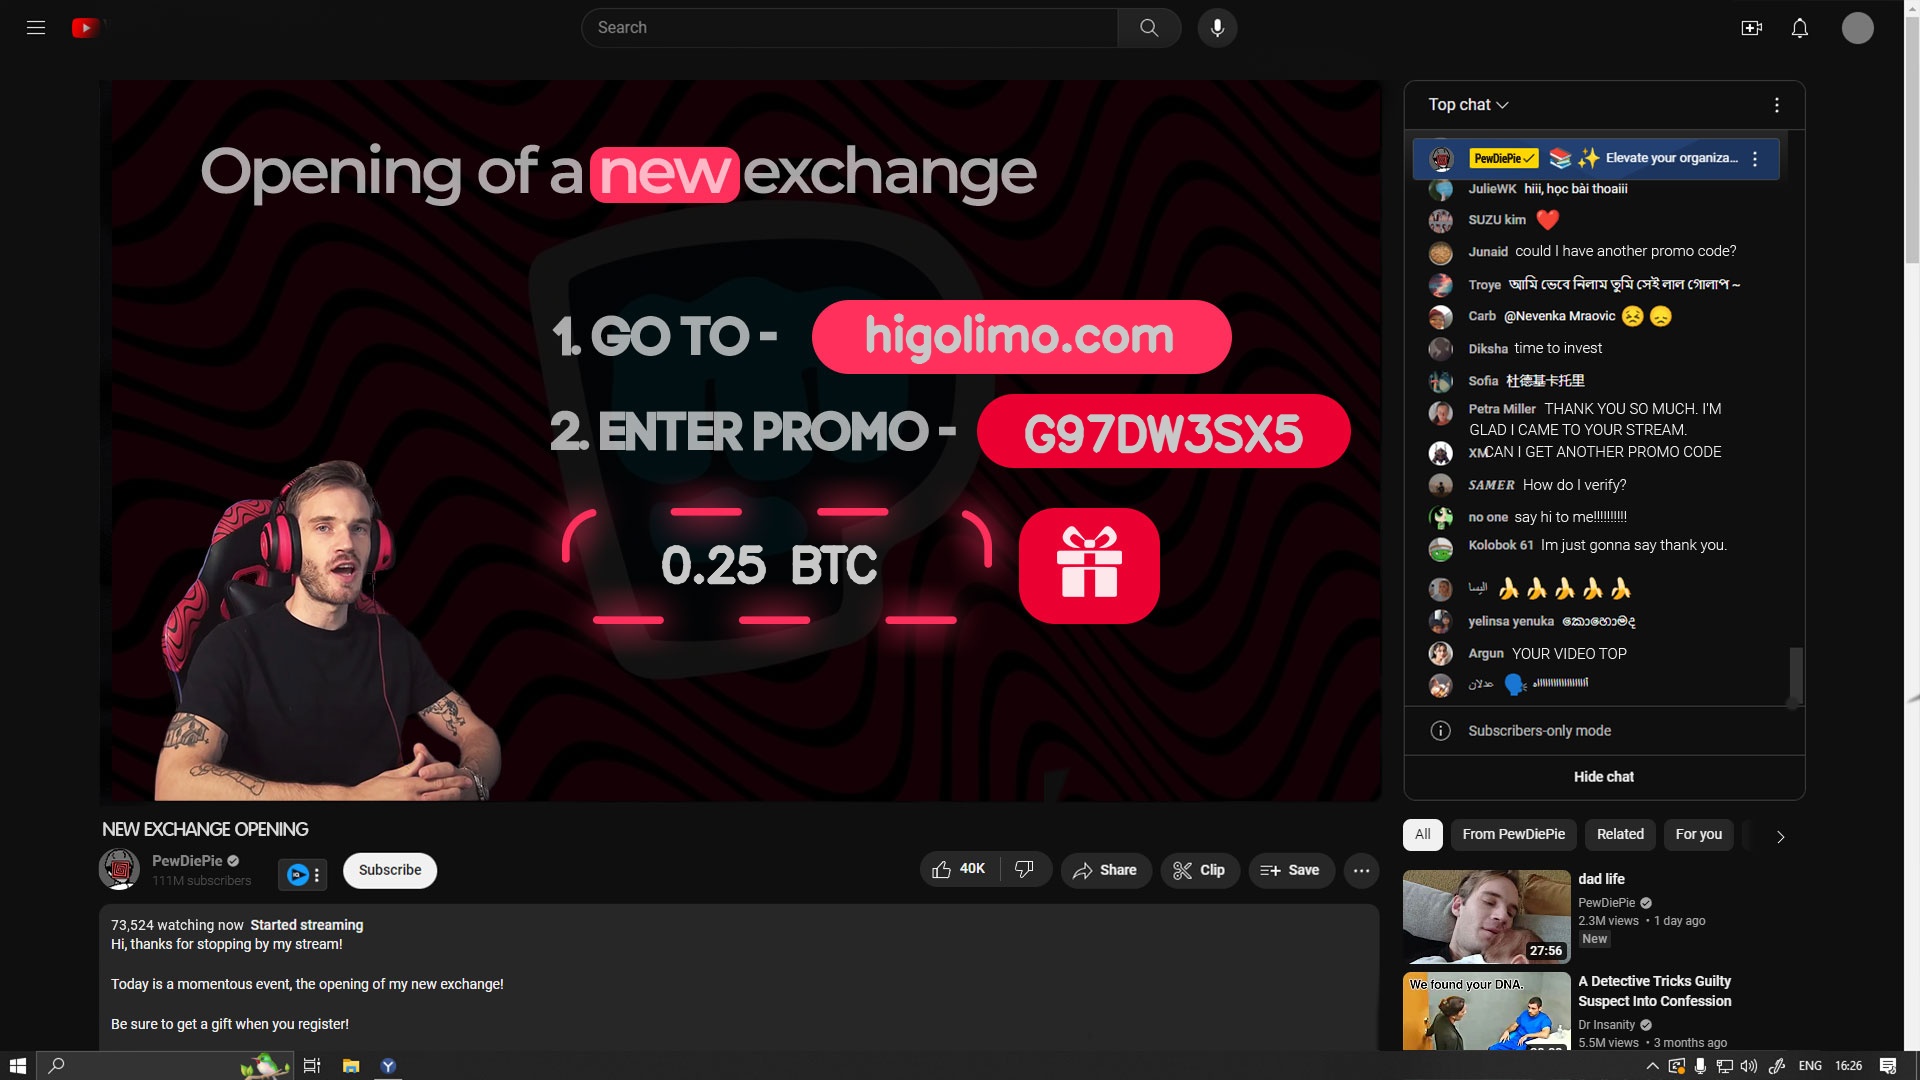 Search
Opening of a new exchange
1. GO TO - higolimo.com
2. ENTER PROMO - G97DW3SX5
0.25 BTC
NEW EXCHANGE OPENING
PewDiePie
111M subscribers
Subscribe
40K
Share
Clip
Save
73,524 watching now Started streaming
Hi, thanks for stopping by my stream!
Today is a momentous event, the opening of my new exchange!
Be sure to get a gift when you register!
Top chat
PewDiePie 📚 ✨ Elevate your organiza...
JulieWK hiii, học bài thoaiii
SUZU kim ❤️
Junaid could I have another promo code?
Troye আমি ভেবে নিলাম তুমি সেই লাল গোলাপ ~
Carb @Nevenka Mraovic 😣 😞
Diksha time to invest
Sofia 杜德基卡托里
Petra Miller THANK YOU SO MUCH. I'M
GLAD I CAME TO YOUR STREAM.
XM CAN I GET ANOTHER PROMO CODE
SAMER How do I verify?
no one say hi to me!!!!!!!!!!
Kolobok 61 Im just gonna say thank you.
🍌 🍌 🍌 🍌 🍌
yelinsa yenuka කොහොමද
Argun YOUR VIDEO TOP
عدلان 🗣️
Subscribers-only mode
Hide chat
All
From PewDiePie
Related
For you
27:56
dad life
PewDiePie
2.3M views • 1 day ago
New
We found your DNA.
A Detective Tricks Guilty
Suspect Into Confession
Dr Insanity
5.5M views • 3 months ago
ENG
16:26